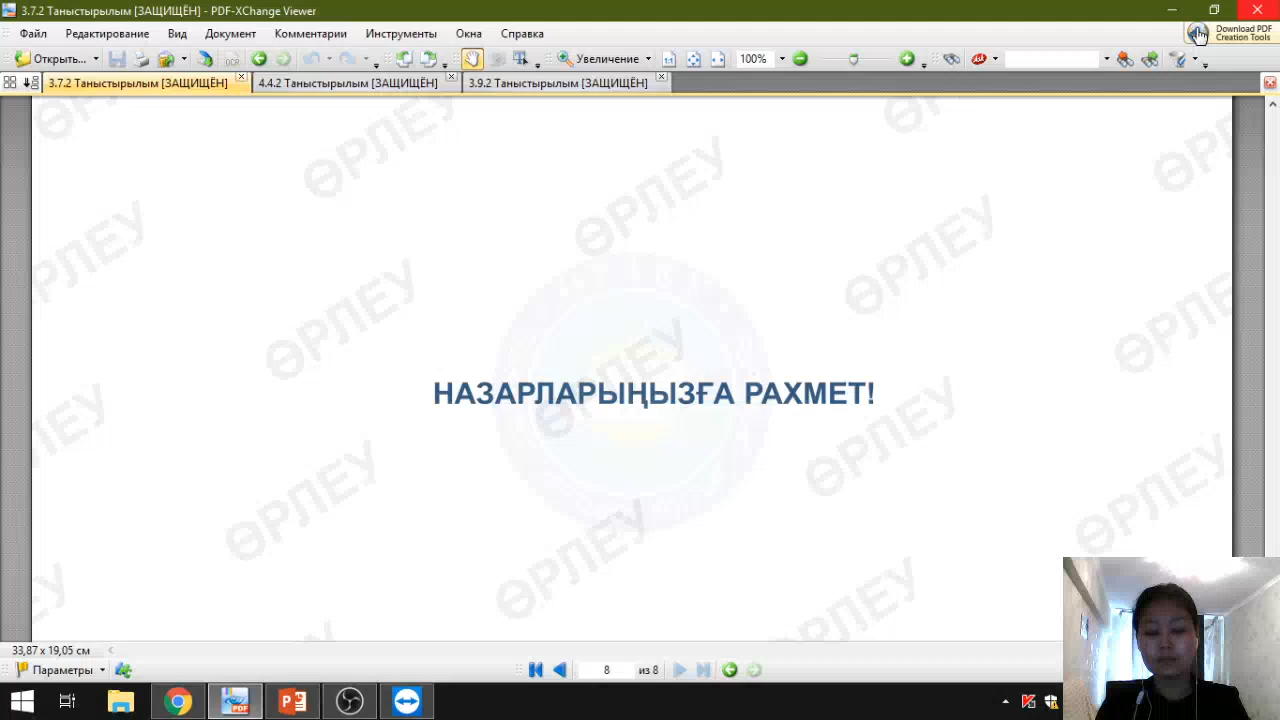 3.7.2 Таныстырылым [ЗАЩИЩЁН] - PDF-XChange Viewer
Файл Редактирование Вид Документ Комментарии Инструменты Окна Справка
Download PDF
Creation Tools
Открыть... OCR Увеличение 100%
3.7.2 Таныстырылым [ЗАЩИЩЁН] 4.4.2 Таныстырылым [ЗАЩИЩЁН] 3.9.2 Таныстырылым [ЗАЩИЩЁН]
ӨРЛЕУ
НАЗАРЛАРЫҢЫЗҒА РАХМЕТ!
33,87 x 19,05 см
Параметры 8 из 8